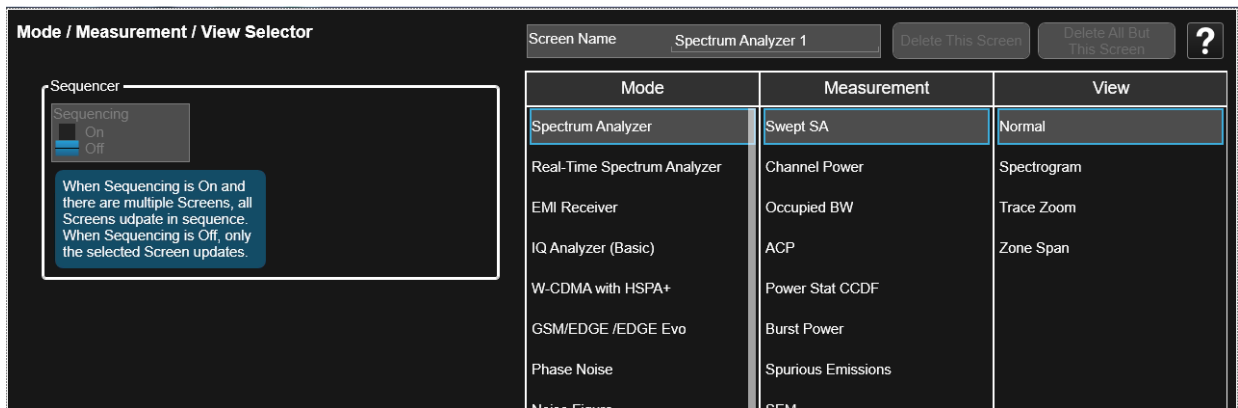 Mode / Measurement / View Selector
Screen Name
Spectrum Analyzer 1
Delete This Screen
Delete All But
This Screen
?
Sequencer
Sequencing
On
Off
When Sequencing is On and
there are multiple Screens, all
Screens udpate in sequence.
When Sequencing is Off, only
the selected Screen updates.
Mode
Spectrum Analyzer
Real-Time Spectrum Analyzer
EMI Receiver
IQ Analyzer (Basic)
W-CDMA with HSPA+
GSM/EDGE /EDGE Evo
Phase Noise
Noise Figure
Measurement
Swept SA
Channel Power
Occupied BW
ACP
Power Stat CCDF
Burst Power
Spurious Emissions
SEM
View
Normal
Spectrogram
Trace Zoom
Zone Span